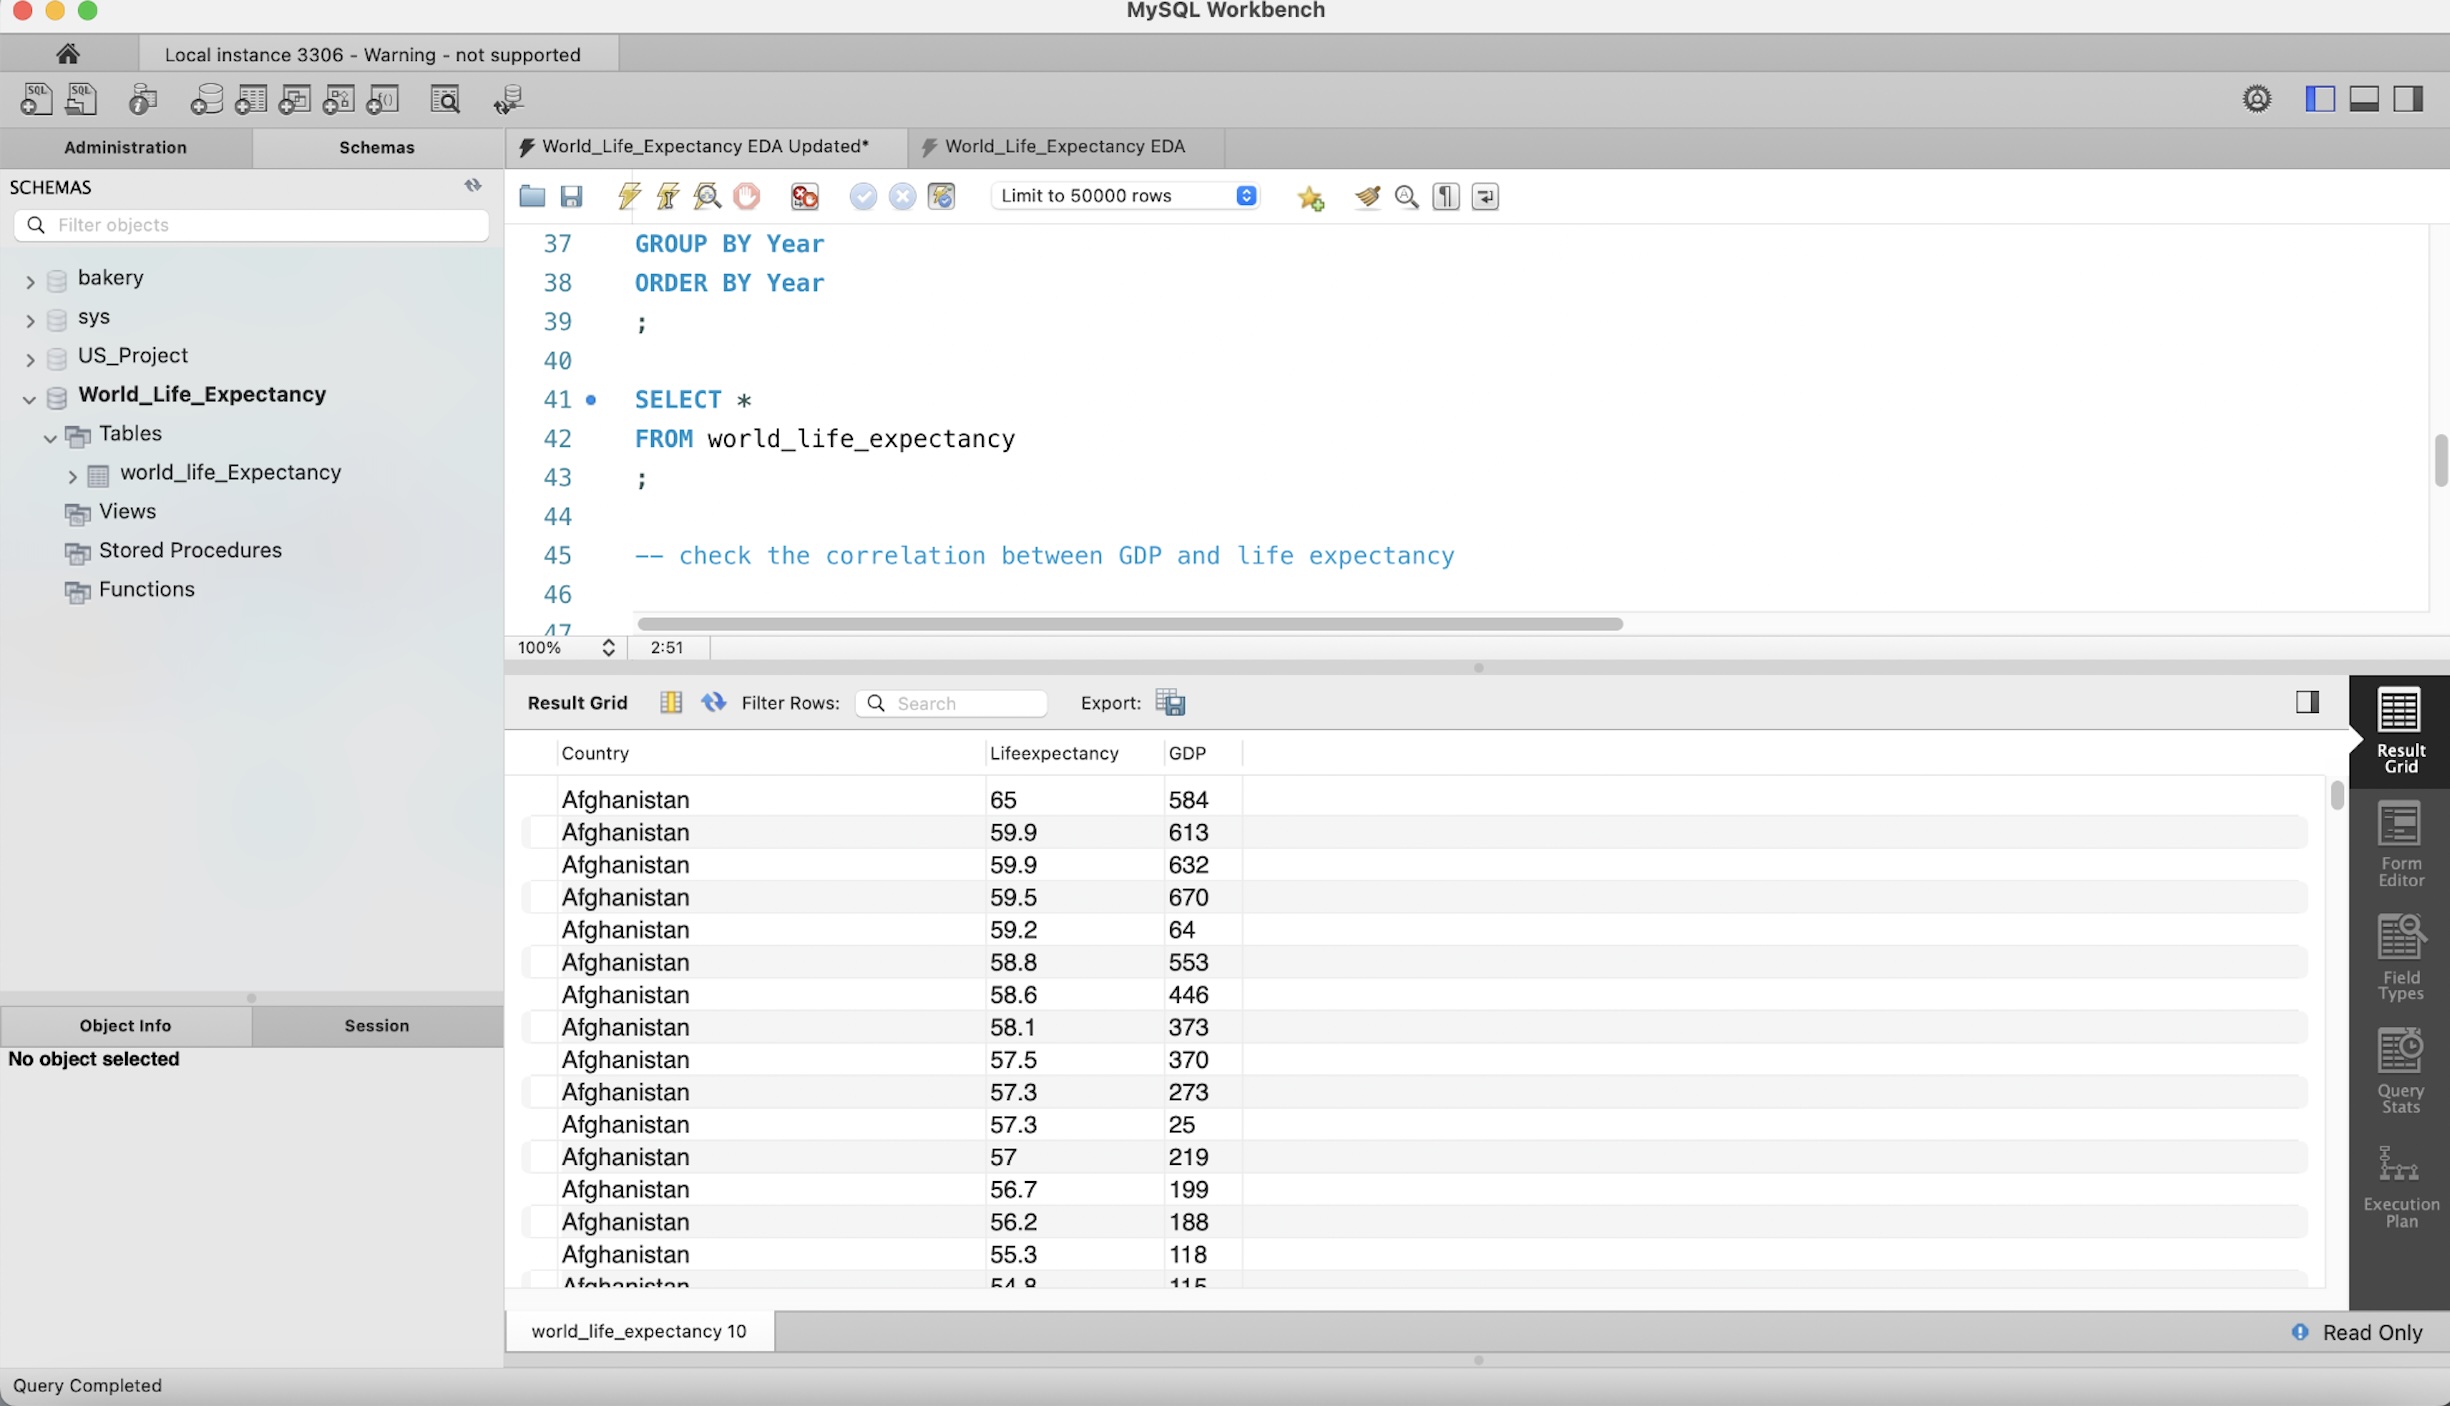 MySQL Workbench
Local instance 3306 - Warning - not supported
SQL SQL
Administration Schemas
World_Life_Expectancy EDA Updated* World_Life_Expectancy EDA
SCHEMAS
Limit to 50000 rows
Filter objects
bakery
sys
US_Project
World_Life_Expectancy
Tables
world_life_Expectancy
Views
Stored Procedures
Functions
37 GROUP BY Year
38 ORDER BY Year
39 ;
40
41 SELECT *
42 FROM world_life_expectancy
43 ;
44
45 -- check the correlation between GDP and life expectancy
46
47
100% 2:51
Result Grid Filter Rows: Search Export:
Country Lifeexpectancy GDP
Afghanistan 65 584
Afghanistan 59.9 613
Afghanistan 59.9 632
Afghanistan 59.5 670
Afghanistan 59.2 64
Afghanistan 58.8 553
Afghanistan 58.6 446
Afghanistan 58.1 373
Afghanistan 57.5 370
Afghanistan 57.3 273
Afghanistan 57.3 25
Afghanistan 57 219
Afghanistan 56.7 199
Afghanistan 56.2 188
Afghanistan 55.3 118
Afghanistan 54.8 115
Result
Grid
Form
Editor
Field
Types
Query
Stats
Execution
Plan
Object Info Session
No object selected
world_life_expectancy 10
Read Only
Query Completed